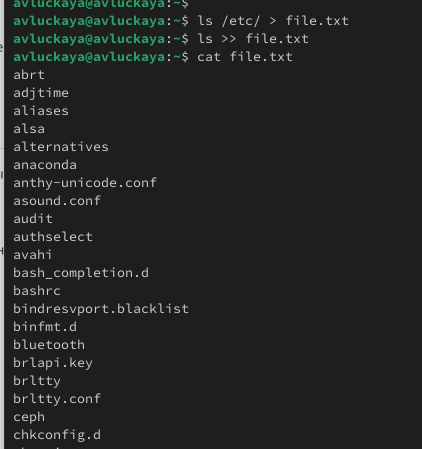 avluckaya@avluckaya:~$
avluckaya@avluckaya:~$ ls /etc/ > file.txt
avluckaya@avluckaya:~$ ls >> file.txt
avluckaya@avluckaya:~$ cat file.txt
abrt
adjtime
aliases
alsa
alternatives
anaconda
anthy-unicode.conf
asound.conf
audit
authselect
avahi
bash_completion.d
bashrc
bindresvport.blacklist
binfmt.d
bluetooth
brlapi.key
brltty
brltty.conf
ceph
chkconfig.d